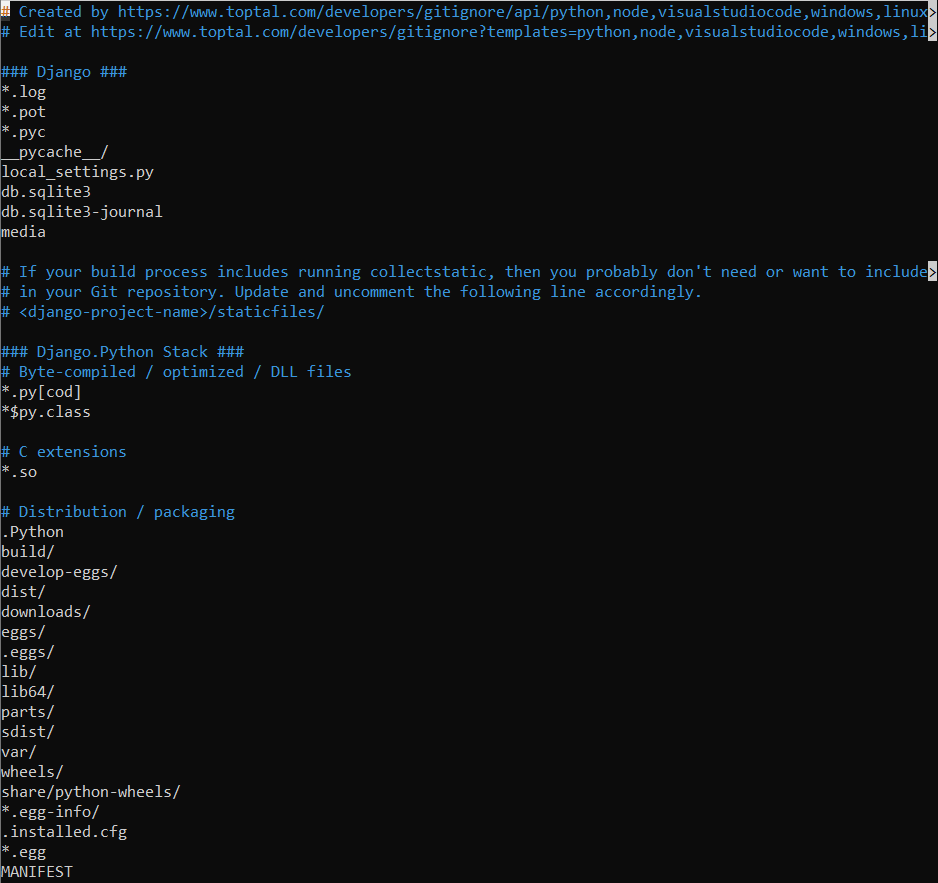 # Created by https://www.toptal.com/developers/gitignore/api/python,node,visualstudiocode,windows,linux>
# Edit at https://www.toptal.com/developers/gitignore?templates=python,node,visualstudiocode,windows,li>
### Django ###
*.log
*.pot
*.pyc
__pycache__/
local_settings.py
db.sqlite3
db.sqlite3-journal
media
# If your build process includes running collectstatic, then you probably don't need or want to include>
# in your Git repository. Update and uncomment the following line accordingly.
# <django-project-name>/staticfiles/
### Django.Python Stack ###
# Byte-compiled / optimized / DLL files
*.py[cod]
*$py.class
# C extensions
*.so
# Distribution / packaging
.Python
build/
develop-eggs/
dist/
downloads/
eggs/
.eggs/
lib/
lib64/
parts/
sdist/
var/
wheels/
share/python-wheels/
*.egg-info/
.installed.cfg
*.egg
MANIFEST